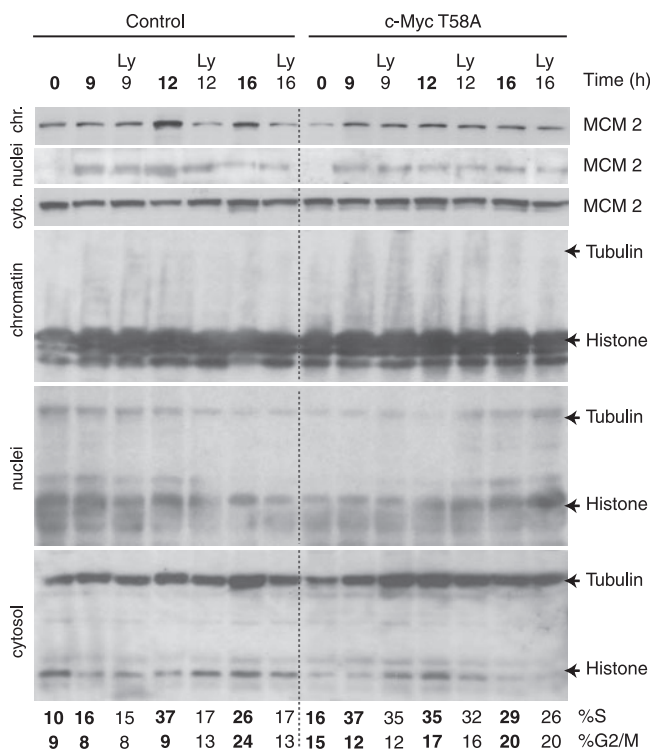 Control c-Myc T58A
Ly Ly Ly Ly Ly Ly
0 9 9 12 12 16 16 0 9 9 12 12 16 16 Time (h)
chr. MCM 2
nuclei MCM 2
cyto. MCM 2
chromatin Tubulin
Histone
nuclei Tubulin
Histone
cytosol Tubulin
Histone
10 16 15 37 17 26 17 16 37 35 35 32 29 26 %S
9 8 8 9 13 24 13 15 12 12 17 16 20 20 %G2/M